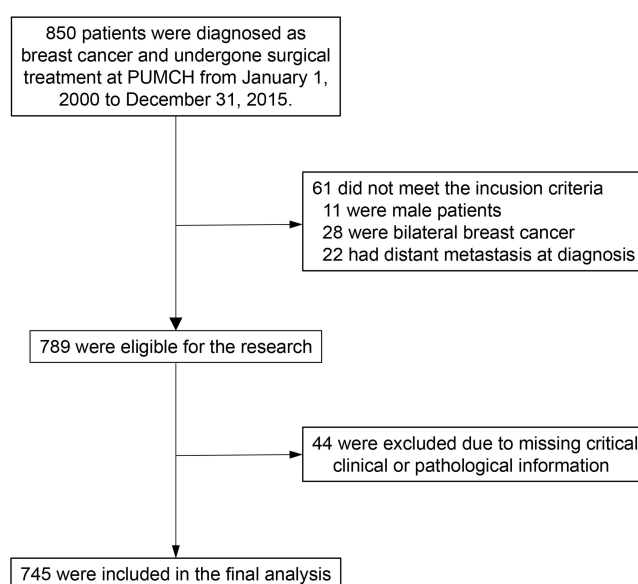 850 patients were diagnosed as
breast cancer and undergone surgical
treatment at PUMCH from January 1,
2000 to December 31, 2015.
61 did not meet the incusion criteria
11 were male patients
28 were bilateral breast cancer
22 had distant metastasis at diagnosis
789 were eligible for the research
44 were excluded due to missing critical
clinical or pathological information
745 were included in the final analysis